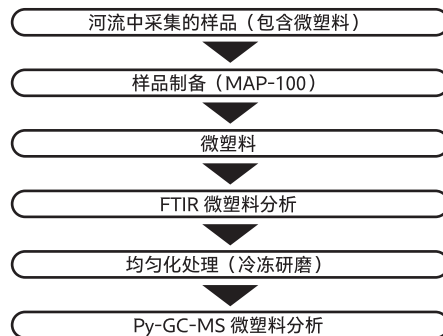 河流中采集的样品（包含微塑料）
样品制备（MAP-100）
微塑料
FTIR 微塑料分析
均匀化处理（冷冻研磨）
Py-GC-MS 微塑料分析